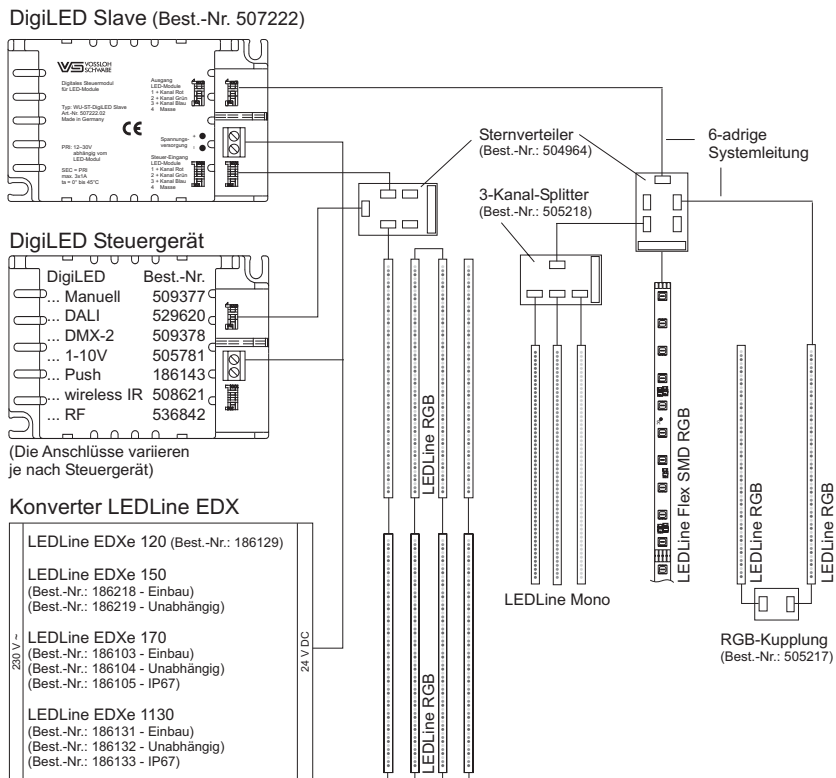 DigiLED Slave (Best.-Nr. 507222)
VS VOSSLOH
SCHWABE
Digitales Steuermodul
für LED-Module
Typ: WU-ST-DigiLED Slave
Art.-Nr. 507222.02
Made in Germany
CE
PRI: 12–30V
abhängig vom
LED-Modul
SEC = PRI
max. 3x1A
ta = 0° bis 45°C
Ausgang
LED-Module
1 + Kanal Rot
2 + Kanal Grün
3 + Kanal Blau
4 Masse
Spannungs-
versorgung
+
-
Steuer-Eingang
LED-Module
1 + Kanal Rot
2 + Kanal Grün
3 + Kanal Blau
4 Masse
Sternverteiler
(Best.-Nr.: 504964)
6-adrige
Systemleitung
3-Kanal-Splitter
(Best.-Nr.: 505218)
DigiLED Steuergerät
DigiLED Best.-Nr.
... Manuell 509377
... DALI 529620
... DMX-2 509378
... 1-10V 505781
... Push 186143
... wireless IR 508621
... RF 536842
(Die Anschlüsse variieren
je nach Steuergerät)
Konverter LEDLine EDX
230 V ~
LEDLine EDXe 120 (Best.-Nr.: 186129)
LEDLine EDXe 150
(Best.-Nr.: 186218 - Einbau)
(Best.-Nr.: 186219 - Unabhängig)
LEDLine EDXe 170
(Best.-Nr.: 186103 - Einbau)
(Best.-Nr.: 186104 - Unabhängig)
(Best.-Nr.: 186105 - IP67)
LEDLine EDXe 1130
(Best.-Nr.: 186131 - Einbau)
(Best.-Nr.: 186132 - Unabhängig)
(Best.-Nr.: 186133 - IP67)
24 V DC
LEDLine RGB
LEDLine RGB
LEDLine Mono
LEDLine Flex SMD RGB
LEDLine RGB
LEDLine RGB
RGB-Kupplung
(Best.-Nr.: 505217)